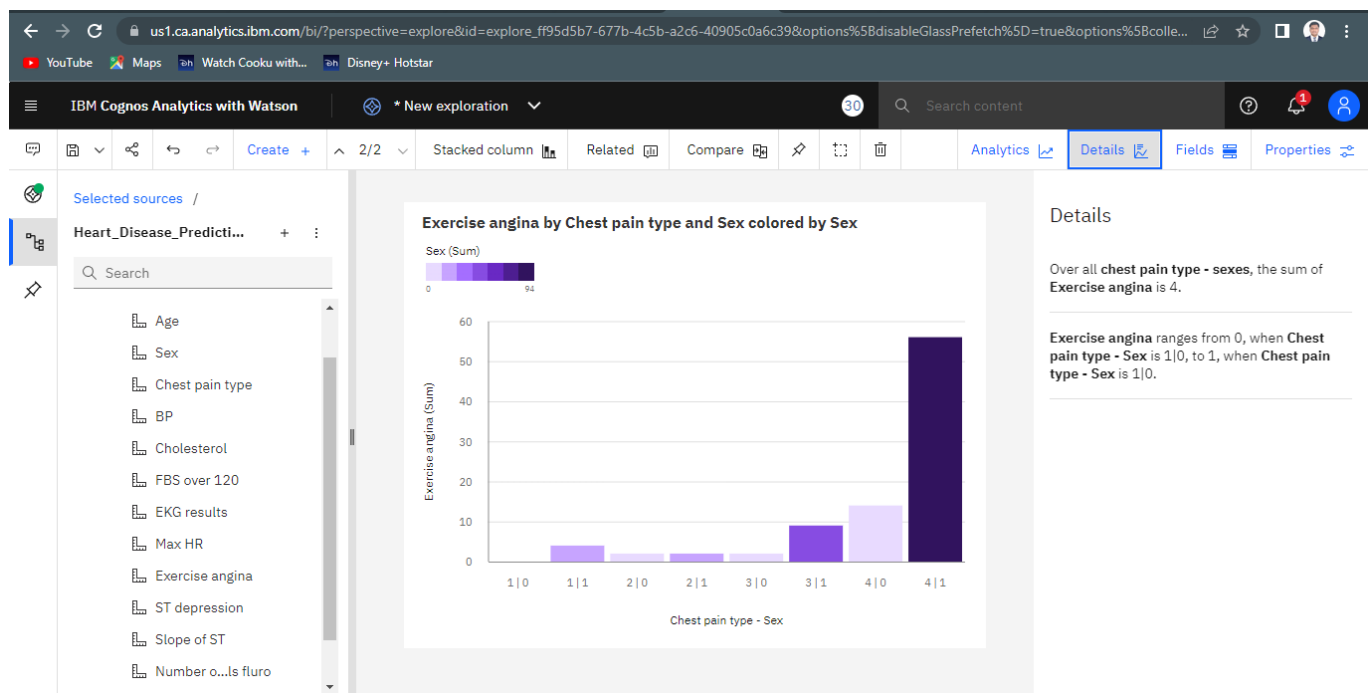 us1.ca.analytics.ibm.com/bi/?perspective=explore&id=explore_ff95d5b7-677b-4c5b-a2c6-40905c0a6c39&options%5BdisableGlassPrefetch%5D=true&options%5Bcolle...
YouTube Maps Watch Cooku with... Disney+ Hotstar
IBM Cognos Analytics with Watson * New exploration 30 Search content 1
Create + 2/2 Stacked column Related Compare Analytics Details Fields Properties
Selected sources /
Heart_Disease_Predicti... +
Search
Age
Sex
Chest pain type
BP
Cholesterol
FBS over 120
EKG results
Max HR
Exercise angina
ST depression
Slope of ST
Number o...ls fluro
Exercise angina by Chest pain type and Sex colored by Sex
Sex (Sum)
0 94
Exercise angina (Sum)
60
50
40
30
20
10
0
1|0 1|1 2|0 2|1 3|0 3|1 4|0 4|1
Chest pain type - Sex
Details
Over all chest pain type - sexes, the sum of
Exercise angina is 4.
Exercise angina ranges from 0, when Chest
pain type - Sex is 1|0, to 1, when Chest pain
type - Sex is 1|0.